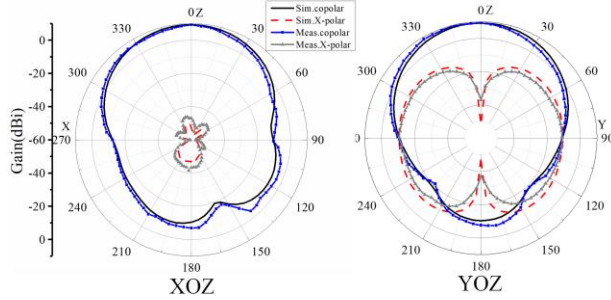 0Z
Sim.copolar
Sim.X-polar
Meas.copolar
Meas.X-polar
0Z
330
30
330
30
300
60
300
60
X
Y
270
90
270
90
240
120
240
120
210
150
210
150
180
180
XOZ
YOZ
Gain(dBi)
0
-20
-40
-60
-40
-20
0